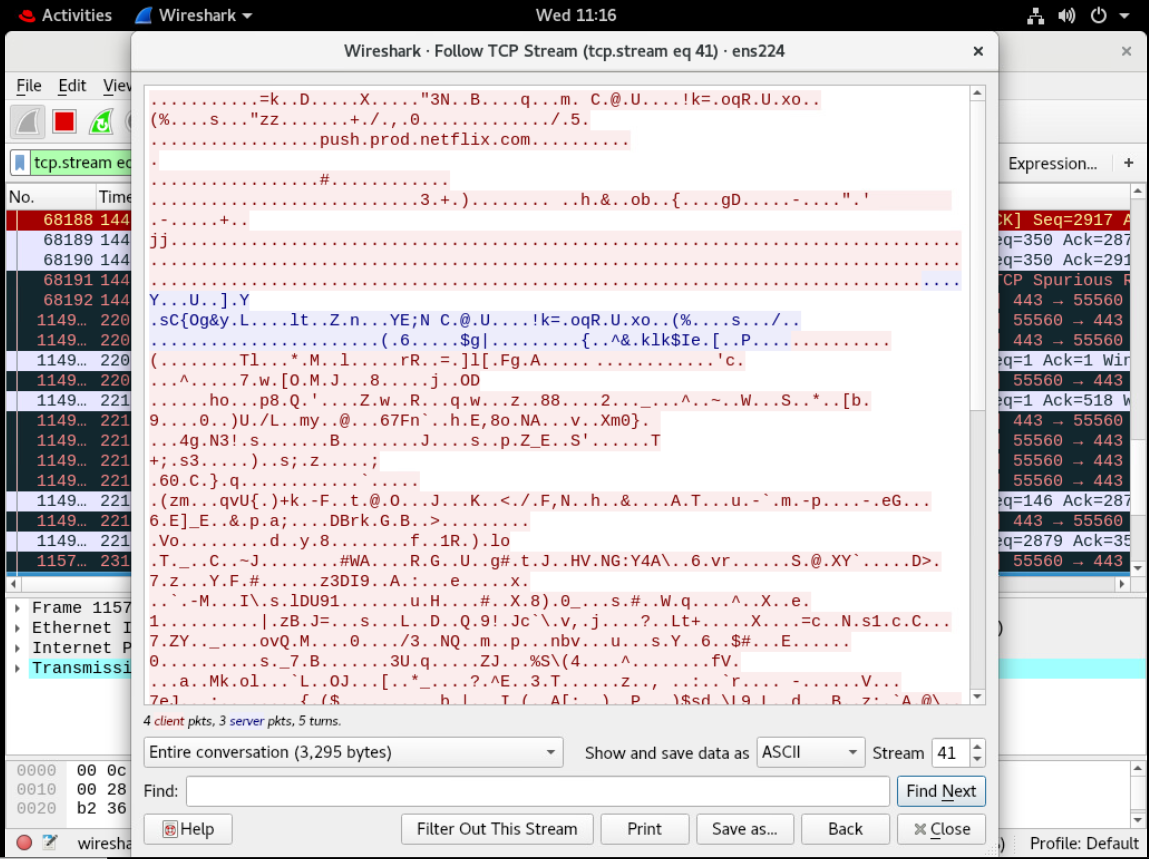 Activities Wireshark Wed 11:16
Wireshark · Follow TCP Stream (tcp.stream eq 41) · ens224
File Edit View
tcp.stream eq
Expression... +
No. Time
68188 144
68189 144
68190 144
68191 144
68192 144
1149… 220
1149… 220
1149… 220
1149… 220
1149… 221
1149… 221
1149… 221
1149… 221
1149… 221
1149… 221
1149… 221
1149… 221
1157… 231
CK] Seq=2917 A
eq=350 Ack=287
eq=350 Ack=291
TCP Spurious R
443 → 55560
55560 → 443
443 → 55560
eq=1 Ack=1 Win
55560 → 443
eq=1 Ack=518 W
443 → 55560
55560 → 443
55560 → 443
55560 → 443
eq=146 Ack=287
443 → 55560
eq=2879 Ack=35
55560 → 443
...........=k..D.....X....."3N..B....q...m. C.@.U....!k=.oqR.U.xo..
(%....s..."zz.......+./.,.0............./.5.
.................push.prod.netflix.com..........
.
.................#............
...........................3.+.)........ ..h.&..ob..{....gD.....-....".'
.-.....+..
jj
....
Y...U..].Y
.sC{Og&y.L....lt..Z.n...YE;N C.@.U....!k=.oqR.U.xo..(%....s.../..
.......................(.6.....$g|.........{..^&.klk$Ie.[..P..............
(........Tl...*.M..l.....rR..=.]l[.Fg.A..... ............'c.
...^.....7.w.[O.M.J...8.....j..OD
......ho...p8.Q.'....Z.w..R...q.w...z..88....2..._...^..~..W...S..*..[b.
9....0..)U./L..my..@...67Fn`..h.E,8o.NA...v..Xm0}.
...4g.N3!.s.......B........J....s..p.Z_E..S'......T
+;.s3.....)..s;.z.....;
.60.C.}.q............`.....
.(zm...qvU{.)+k.-F..t.@.O...J...K..<./.F,N..h..&....A.T...u.-`.m.-p....-.eG...
6.E]_E..&.p.a;....DBrk.G.B..>.........
.Vo.........d..y.8........f..1R.).lo
.T._..C..~J........#WA....R.G..U..g#.t.J..HV.NG:Y4A\..6.vr......S.@.XY`.....D>.
7.z...Y.F.#......z3DI9..A.:...e.....x.
..`.-M...I\.s.lDU91.......u.H....#..X.8).0_...s.#..W.q....^..X..e.
1..........|.zB.J=...s...L..D..Q.9!.Jc`\.v,.j....?..Lt+.....X....=c..N.s1.c.C...
7.ZY.._....ovQ.M....0..../3..NQ..m..p...nbv...u...s.Y..6..$#...E......
0..........s._7.B.......3U.q.....ZJ...%S\(4....^........fV.
...a..Mk.ol...`L..OJ...[..*_....?.^E..3.T......z.., ..:..`r.... -......V...
4 client pkts, 3 server pkts, 5 turns.
Entire conversation (3,295 bytes) Show and save data as ASCII Stream 41
Find: Find Next
Help Filter Out This Stream Print Save as... Back Close
Frame 1157
Ethernet I
Internet P
Transmissi
0000 00 0c
0010 00 28
0020 b2 36
wiresha
Profile: Default